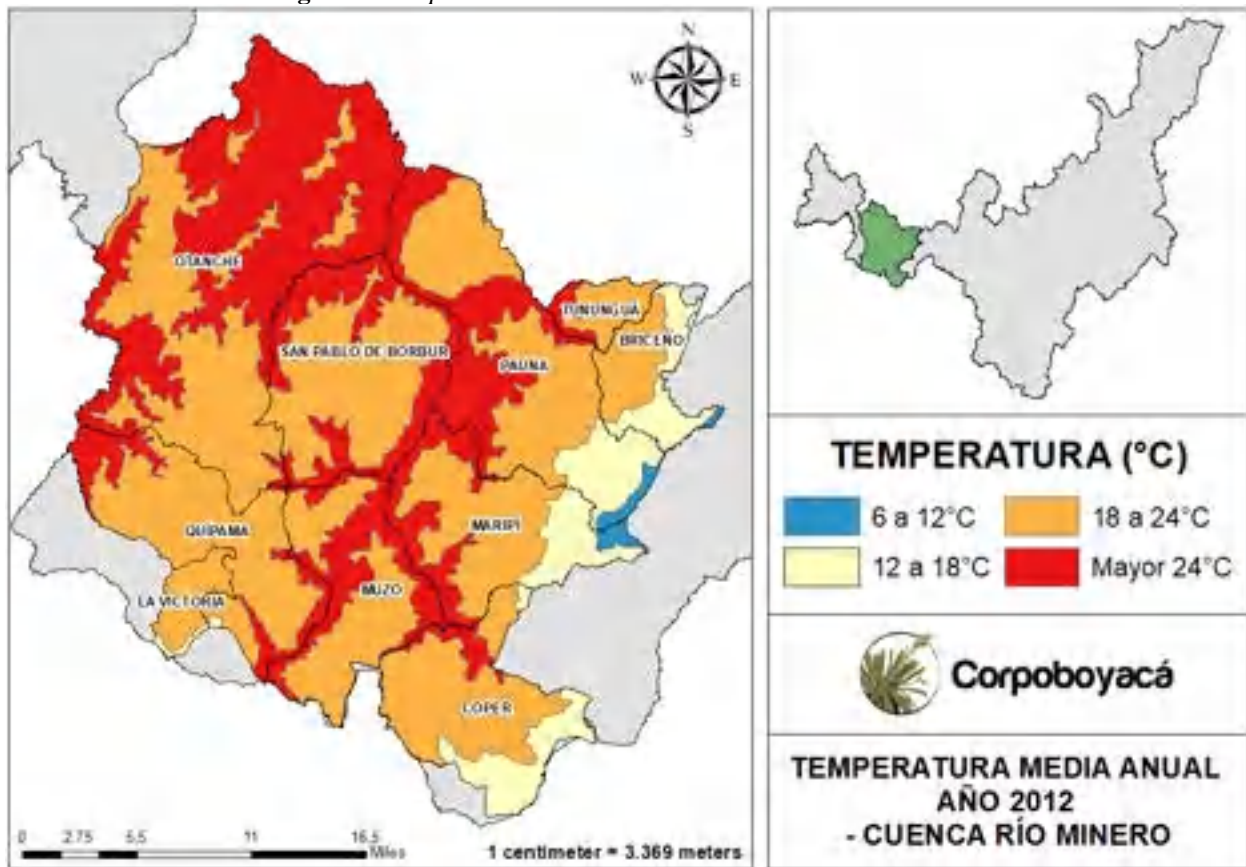 N
W E
S
OTANCHE
TUNUNGUÁ
BRICEÑO
SAN PABLO DE BORBUR
PAUNA
MARIPÍ
QUIPAMA
MUZO
LA VICTORIA
COPER
0 2.75 5.5 11 16.5
Miles
1 centimeter = 3.369 meters
TEMPERATURA (°C)
6 a 12°C
18 a 24°C
12 a 18°C
Mayor 24°C
Corpoboyacá
TEMPERATURA MEDIA ANUAL
AÑO 2012
- CUENCA RÍO MINERO